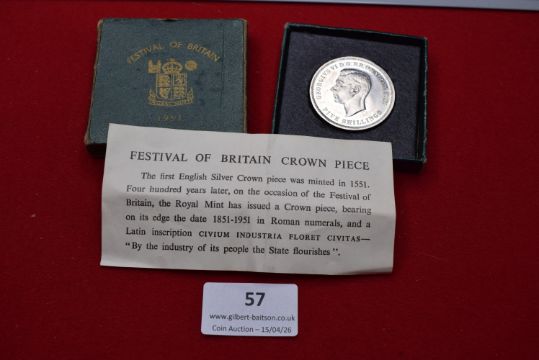 FESTIVAL OF BRITAIN
1951
GEORGIVS VI D:G:BR:
FIVE SHILLINGS
FESTIVAL OF BRITAIN CROWN PIECE
The first English Silver Crown piece was minted in 1551.
Four hundred years later, on the occasion of the Festival of
Britain, the Royal Mint has issued a Crown piece, bearing
on its edge the date 1851-1951 in Roman numerals, and a
Latin inscription CIVIUM INDUSTRIA FLORET CIVITAS—
"By the industry of its people the State flourishes".
57
www.gilbert-baitson.co.uk
Coin Auction – 15/04/26